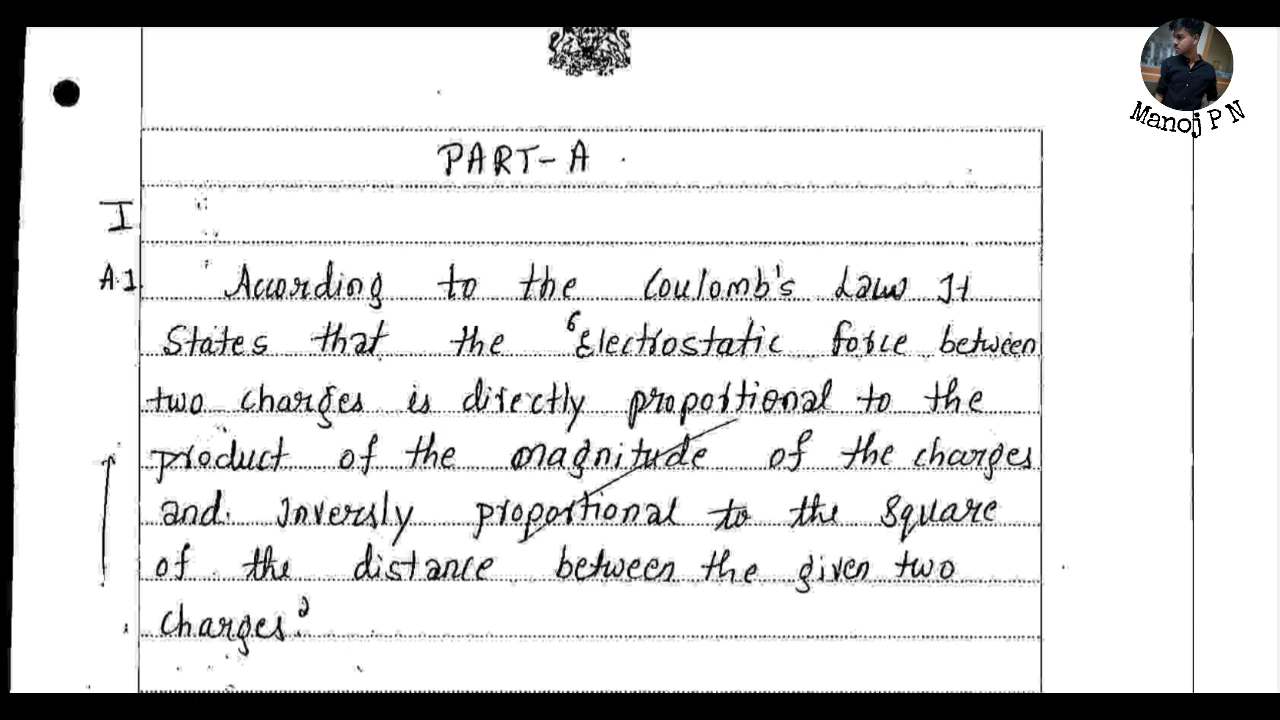 Manoj P N
PART-A
I
A.1 According to the Coulomb's Law It
States that the ‘Electrostatic force between
two charges is directly proportional to the
product of the magnitude of the charges
and. Inversly proportional to the square
of the distance between the given two
charges.’